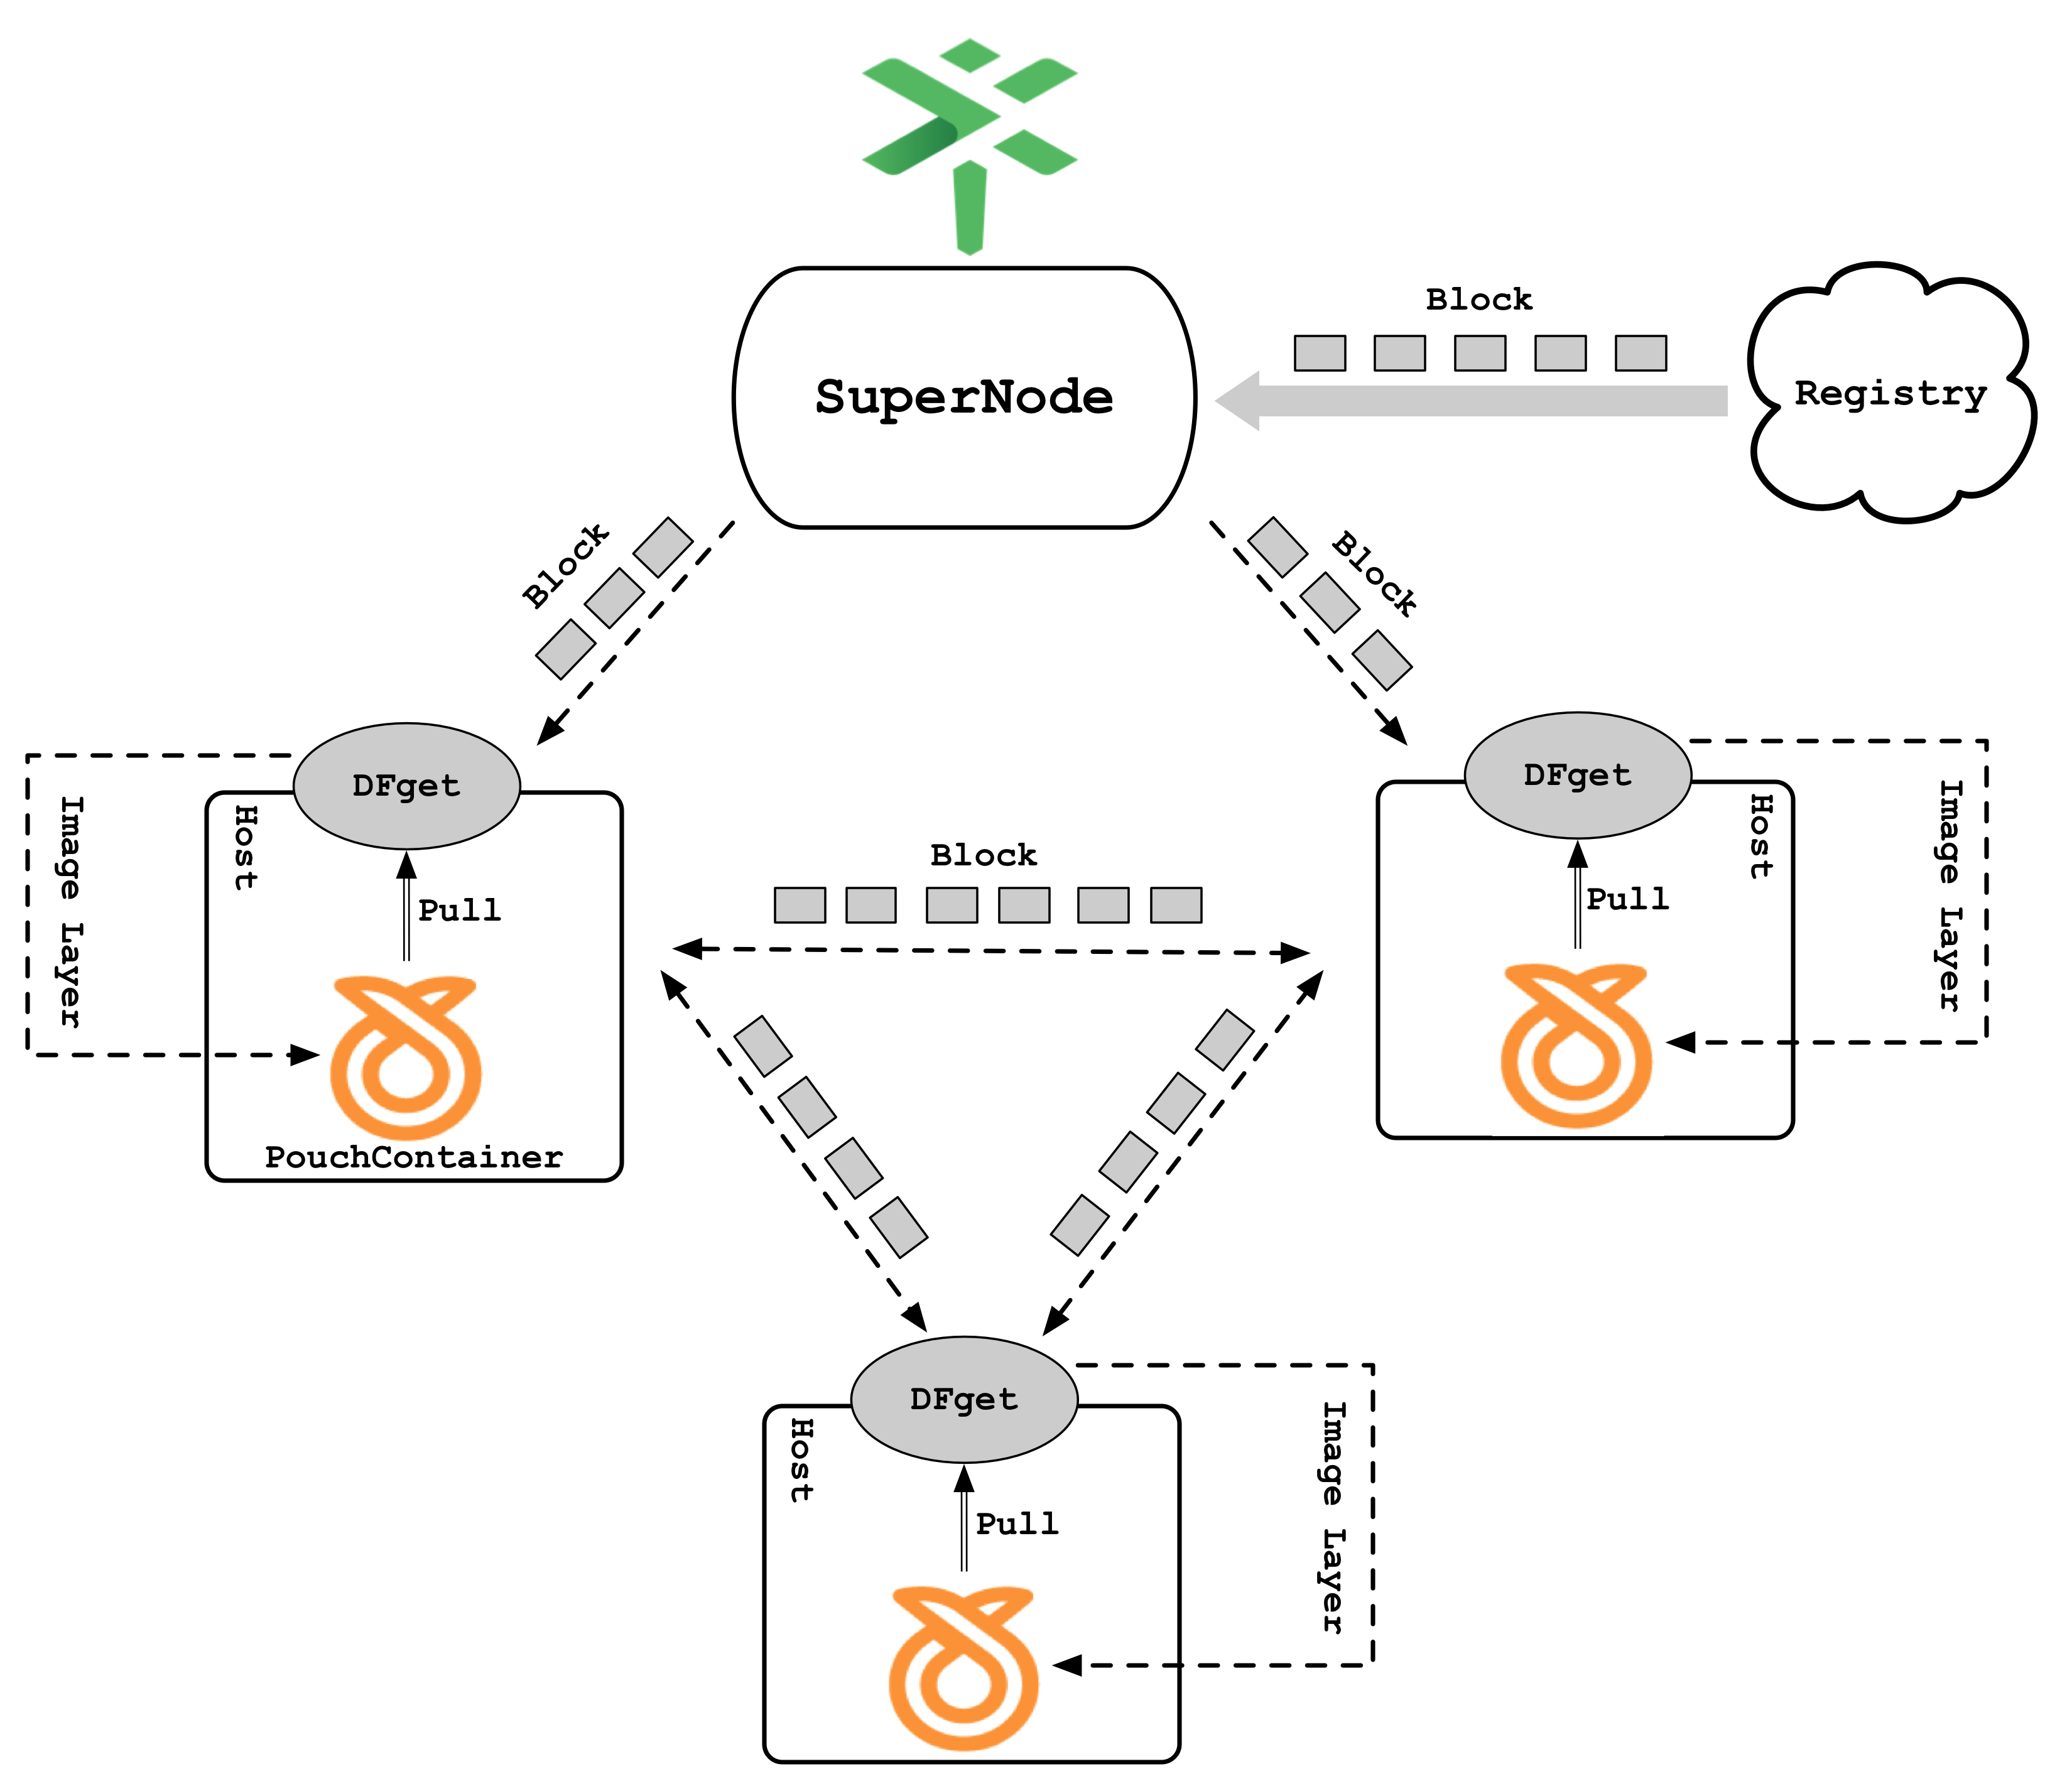 Block
SuperNode
Registry
Block
Block
DFget
DFget
Image Layer
Host
Host
Image Layer
Pull
Block
Pull
PouchContainer
DFget
Host
Image Layer
Pull